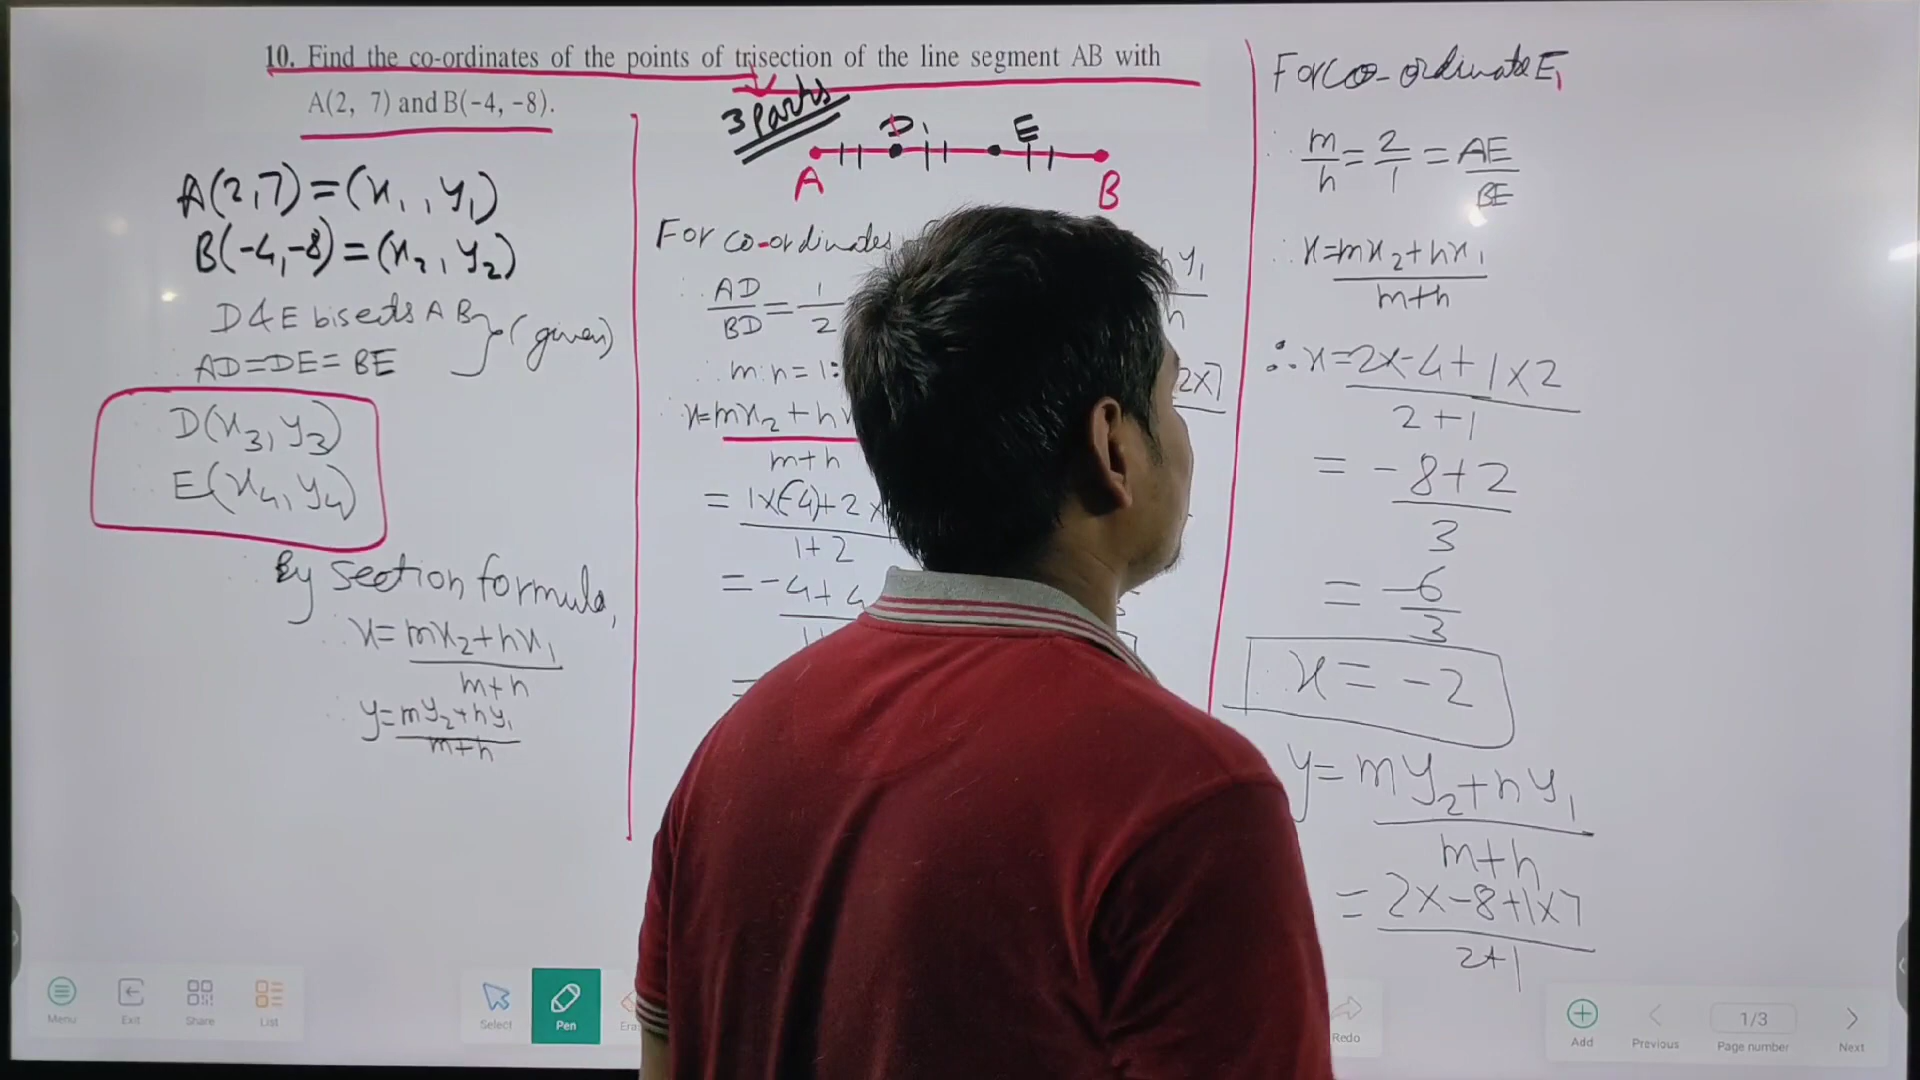 10. Find the co-ordinates of the points of trisection of the line segment AB with
A(2, 7) and B(-4, -8).
3 Parts
D E
A B
A(2,7)=(x₁, y₁)
B(-4,-8)=(x₂, y₂)
D & E bisects AB
AD=DE=BE
(given)
D(x₃, y₃)
E(x₄, y₄)
By section formula,
x=mx₂+nx₁
m+n
y=my₂+ny₁
m+n
For co-ordinates
AD/BD = 1/2
m:n=1:
x=mx₂+n
m+n
= 1x(-4)+2x
1+2
= -4+4
=
y₁
n
2x7
For co-ordinate E,
m/n = 2/1 = AE/BE
x=mx₂+nx₁
m+n
∴ x=2x-4+1x2
2+1
= -8+2
3
= -6
3
x = -2
y=my₂+ny₁
m+n
= 2x-8+1x7
2+1
Menu Exit Share List Select Pen Era Redo Add Previous 1/3 Page number Next